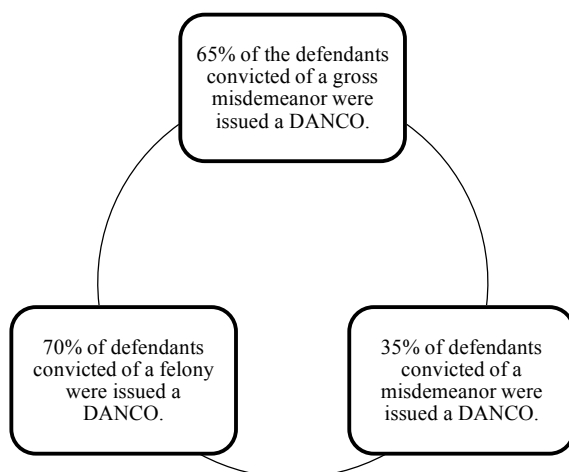 65% of the defendants
convicted of a gross
misdemeanor were
issued a DANCO.
70% of defendants
convicted of a felony
were issued a
DANCO.
35% of defendants
convicted of a
misdemeanor were
issued a DANCO.